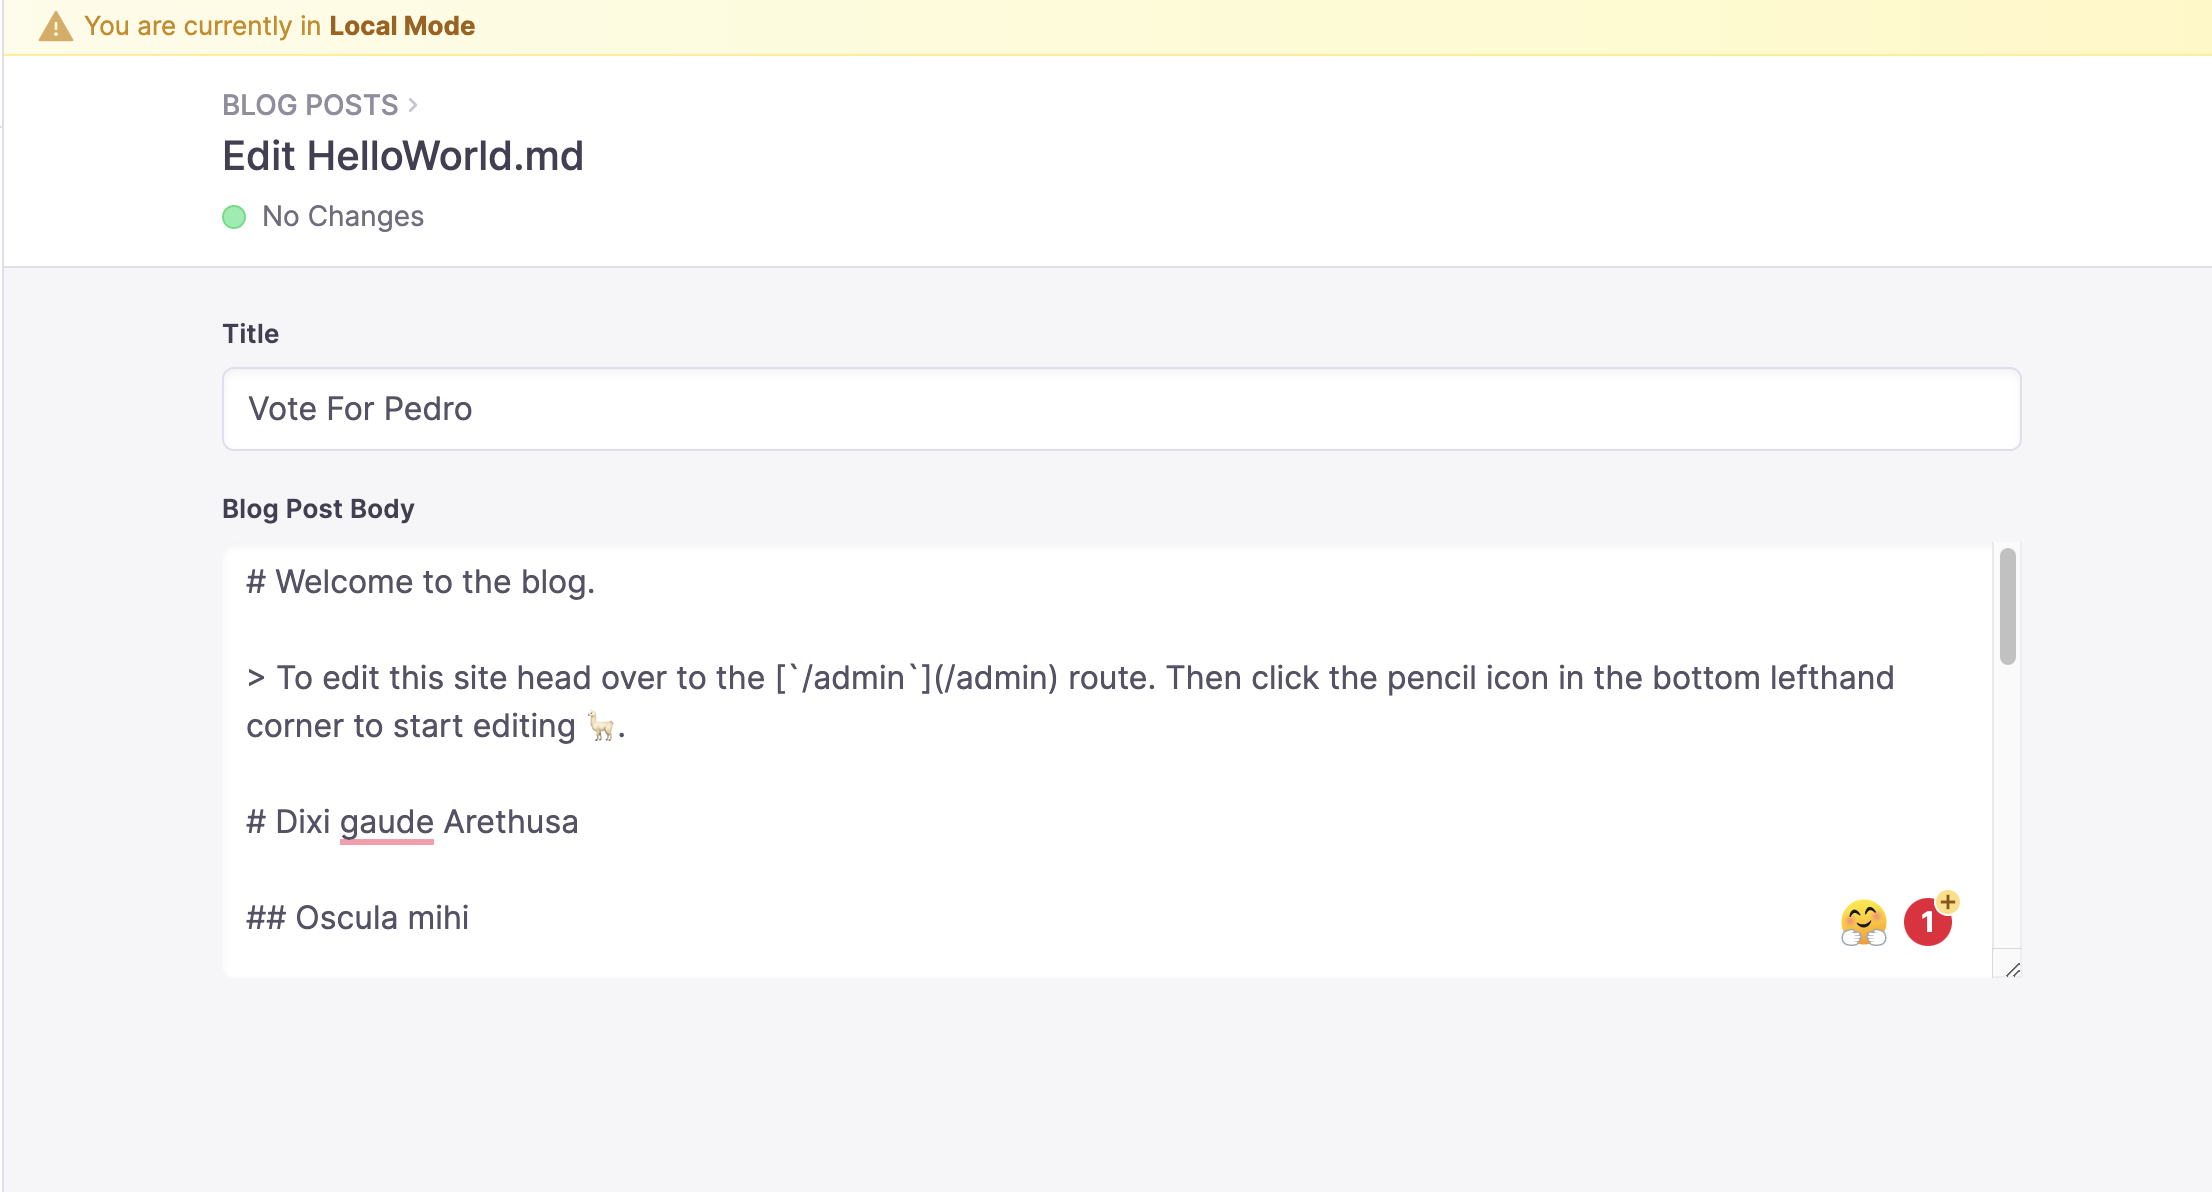 You are currently in Local Mode
BLOG POSTS >
Edit HelloWorld.md
No Changes
Title
Vote For Pedro
Blog Post Body
# Welcome to the blog.
> To edit this site head over to the [`/admin`](/admin) route. Then click the pencil icon in the bottom lefthand
corner to start editing 🦙.
# Dixi gaude Arethusa
## Oscula mihi
1